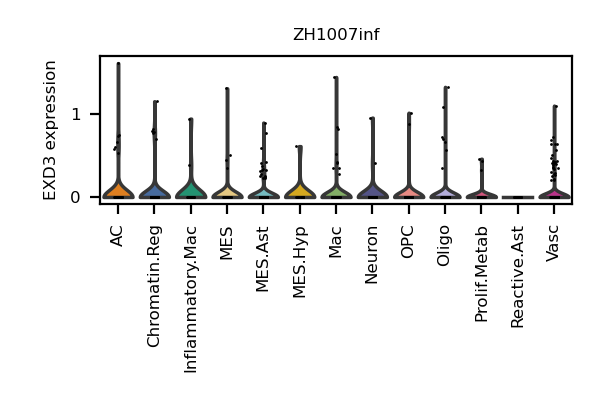 ZH1007inf
EXD3 expression
1
0
AC
Chromatin.Reg
Inflammatory.Mac
MES
MES.Ast
MES.Hyp
Mac
Neuron
OPC
Oligo
Prolif.Metab
Reactive.Ast
Vasc